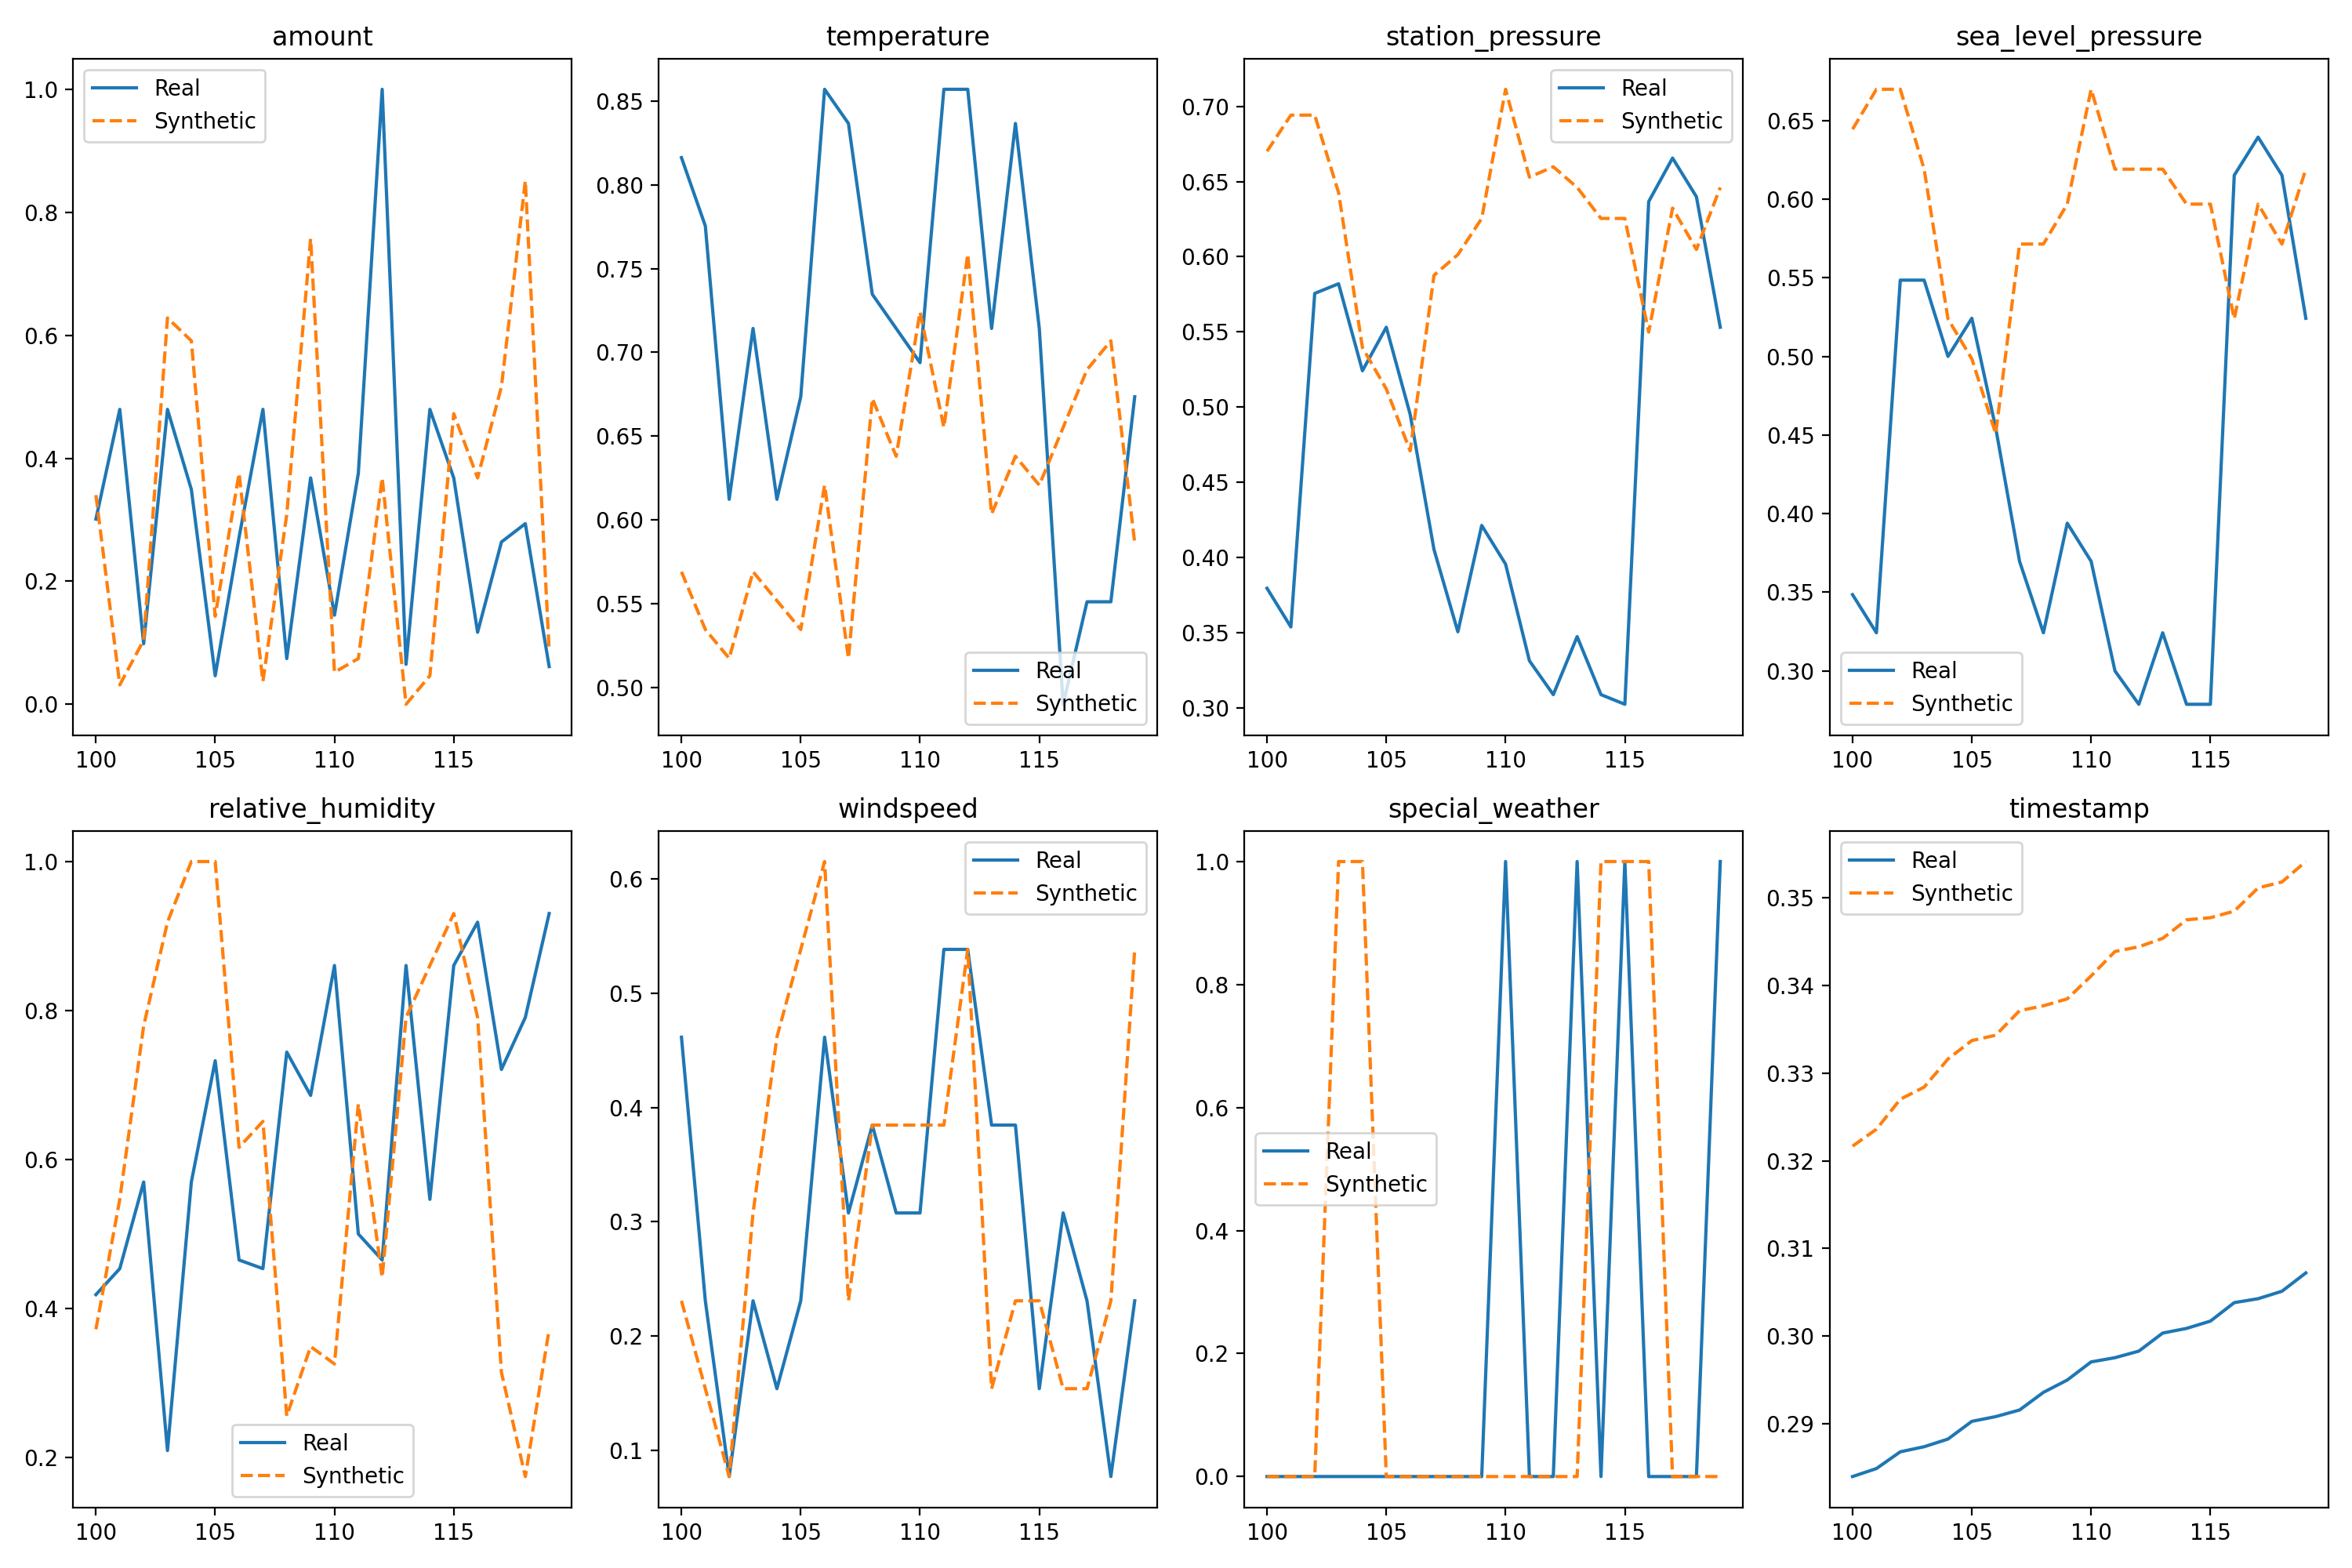 amount
1.0
0.8
0.6
0.4
0.2
0.0
100 105 110 115
Real
Synthetic
temperature
0.85
0.80
0.75
0.70
0.65
0.60
0.55
0.50
100 105 110 115
Real
Synthetic
station_pressure
0.70
0.65
0.60
0.55
0.50
0.45
0.40
0.35
0.30
100 105 110 115
Real
Synthetic
sea_level_pressure
0.65
0.60
0.55
0.50
0.45
0.40
0.35
0.30
100 105 110 115
Real
Synthetic
relative_humidity
1.0
0.8
0.6
0.4
0.2
100 105 110 115
Real
Synthetic
windspeed
0.6
0.5
0.4
0.3
0.2
0.1
100 105 110 115
Real
Synthetic
special_weather
1.0
0.8
0.6
0.4
0.2
0.0
100 105 110 115
Real
Synthetic
timestamp
0.35
0.34
0.33
0.32
0.31
0.30
0.29
100 105 110 115
Real
Synthetic